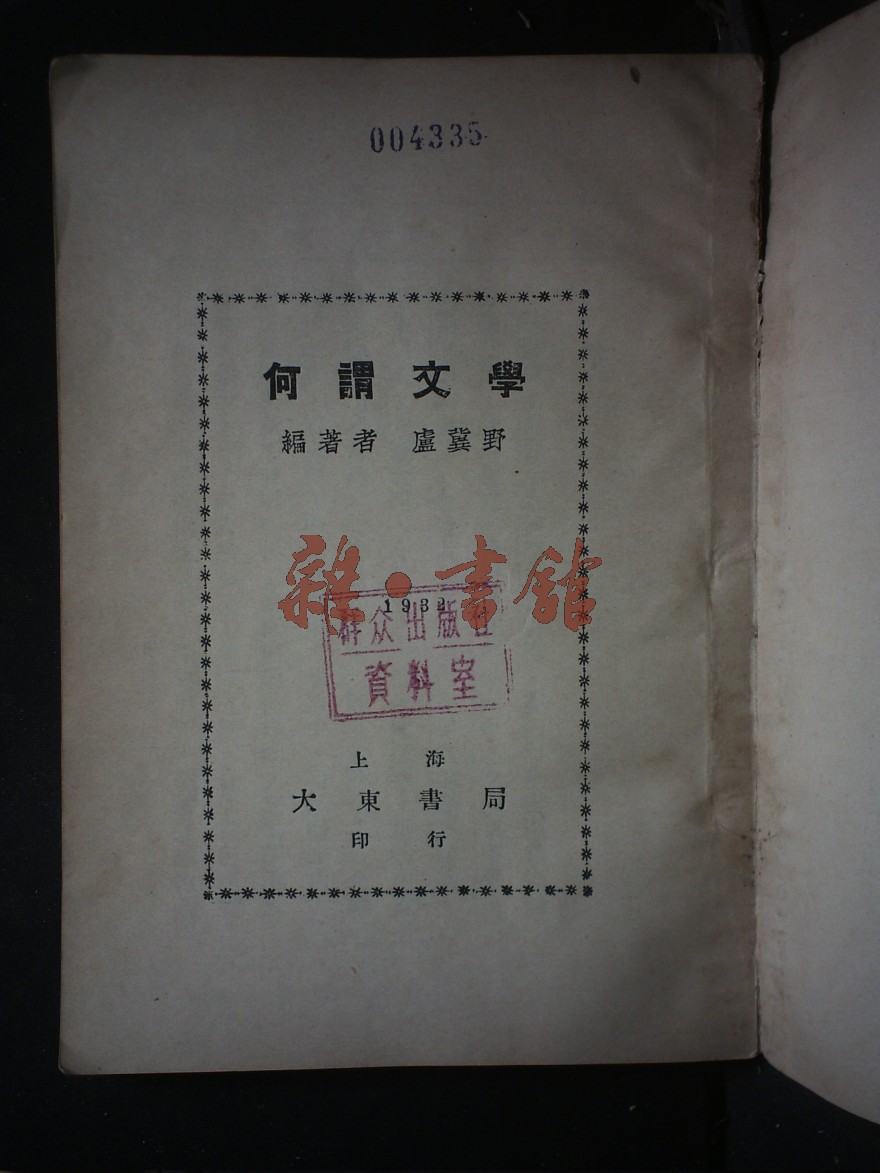 004335
何謂文學
編著者 盧冀野
雜·書館
193
群众出版社
資料室
上海
大東書局
印行